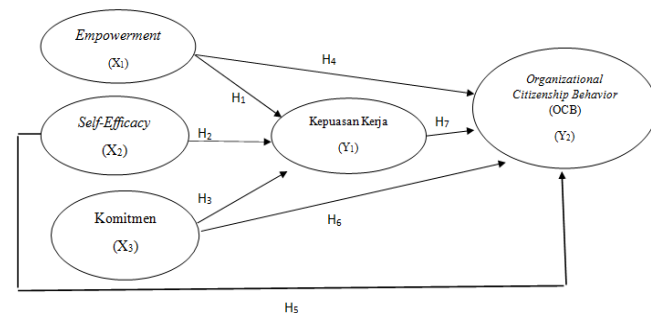 Empowerment
(X1)
H4
Organizational
Citizenship Behavior
(OCB)
(Y2)
H1
Self-Efficacy
(X2)
H2
Kepuasan Kerja
(Y1)
H7
H3
Komitmen
(X3)
H6
H5